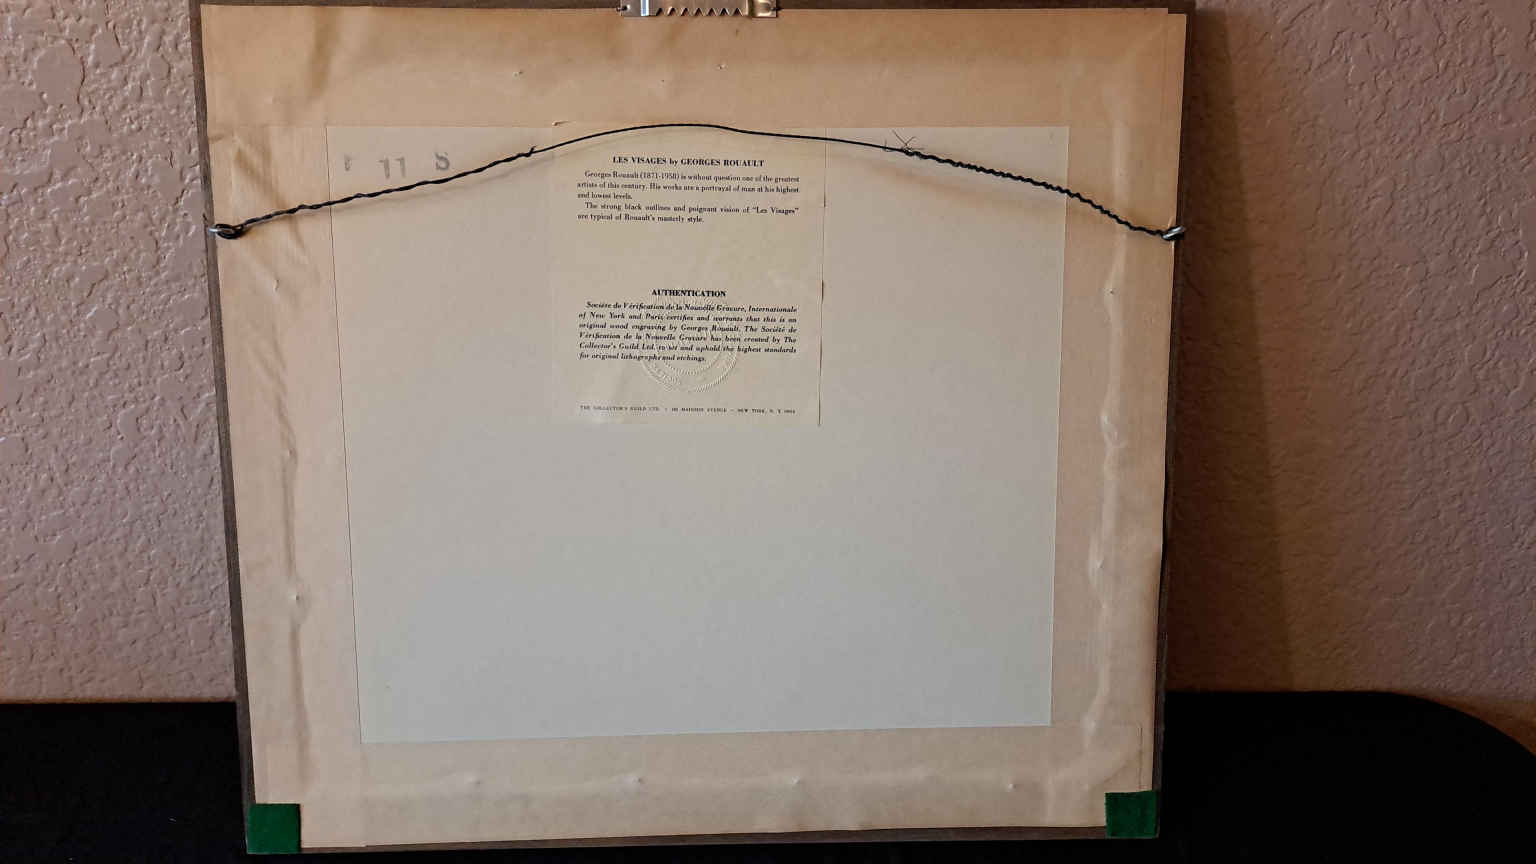 11 S
LES VISAGES by GEORGES ROUAULT
Georges Rouault (1871-1958) is without question one of the greatest
artists of this century. His works are a portrayal of man at his highest
and lowest levels.
The strong black outlines and poignant vision of "Les Visages"
are typical of Rouault's masterly style.
AUTHENTICATION
Société de Vérification de la Nouvelle Gravure, Internationale
of New York and Paris certifies and warrants that this is an
original wood engraving by Georges Rouault. The Société de
Vérification de la Nouvelle Gravure has been created by The
Collector's Guild Ltd. to set and uphold the highest standards
for original lithographs and etchings.
THE COLLECTOR'S GUILD LTD. • MADISON AVENUE • NEW YORK, N. Y.